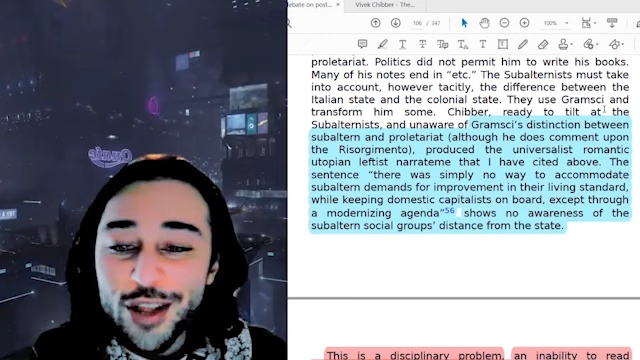 debate on post...
Vivek Chibber - The...
106 / 347
100%
proletariat. Politics did not permit him to write his books.
Many of his notes end in “etc.” The Subalternists must take
into account, however tacitly, the difference between the
Italian state and the colonial state. They use Gramsci and
transform him some. Chibber, ready to tilt at the
Subalternists, and unaware of Gramsci’s distinction between
subaltern and proletariat (although he does comment upon
the Risorgimento), produced the universalist romantic
utopian leftist narrateme that I have cited above. The
sentence “there was simply no way to accommodate
subaltern demands for improvement in their living standard,
while keeping domestic capitalists on board, except through
a modernizing agenda”56 shows no awareness of the
subaltern social groups’ distance from the state.
This is a disciplinary problem, an inability to read